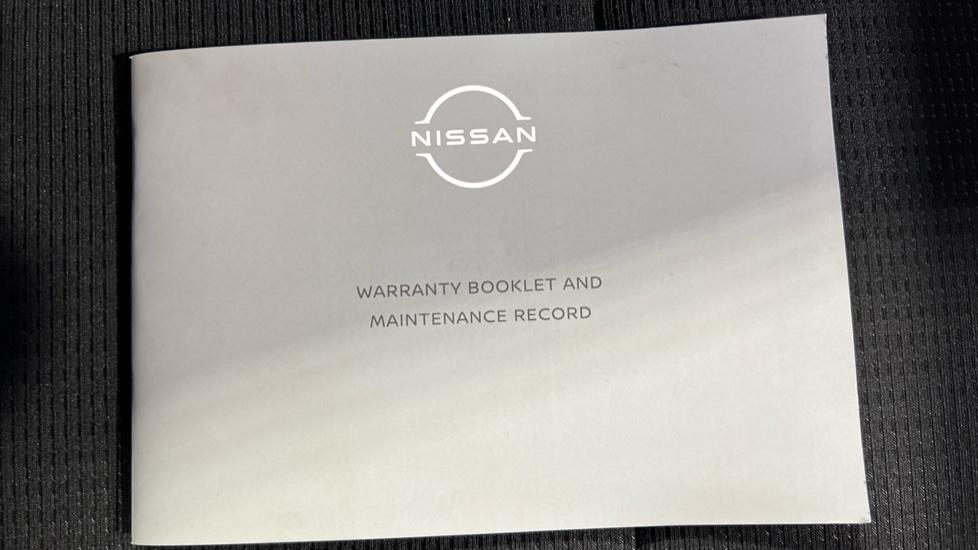 NISSAN
WARRANTY BOOKLET AND
MAINTENANCE RECORD